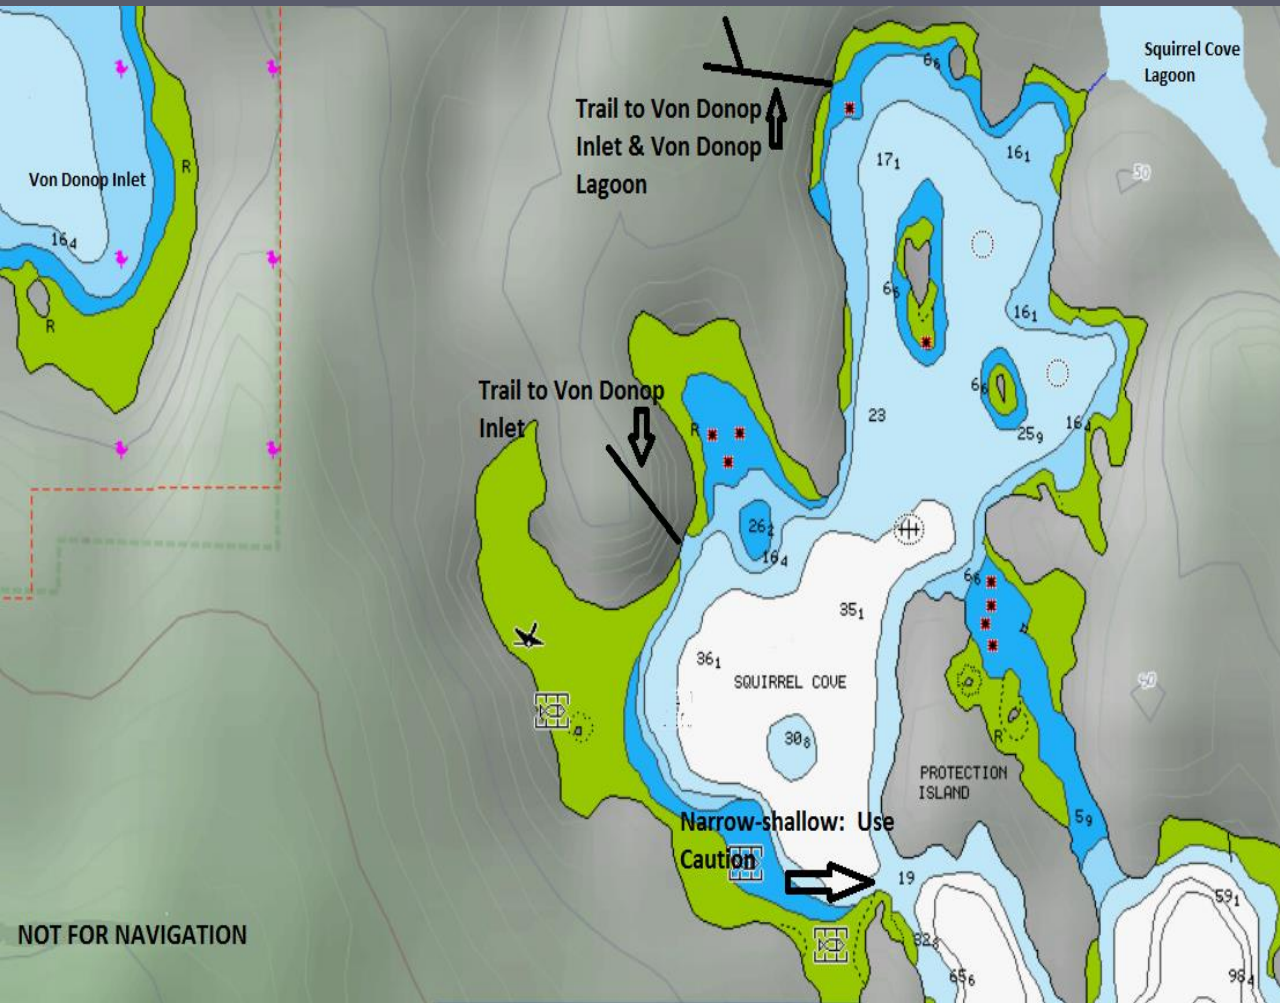 Squirrel Cove
Lagoon
6₆
Trail to Von Donop
Inlet & Von Donop
Lagoon
17₁
16₁
50
R
Von Donop Inlet
16₄
6₆
16₁
R
Trail to Von Donop
Inlet
6₆
23
16₄
25₉
R
26₂
16₄
6₆
35₁
36₁
SQUIRREL COVE
40
30₈
R
PROTECTION
ISLAND
5₉
Narrow-shallow: Use
Caution
19
59₁
NOT FOR NAVIGATION
32₈
65₆
98₄